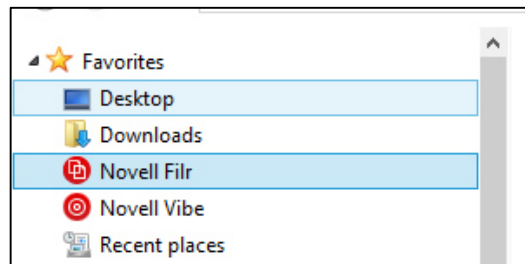 Favorites
Desktop
Downloads
Novell Filr
Novell Vibe
Recent places